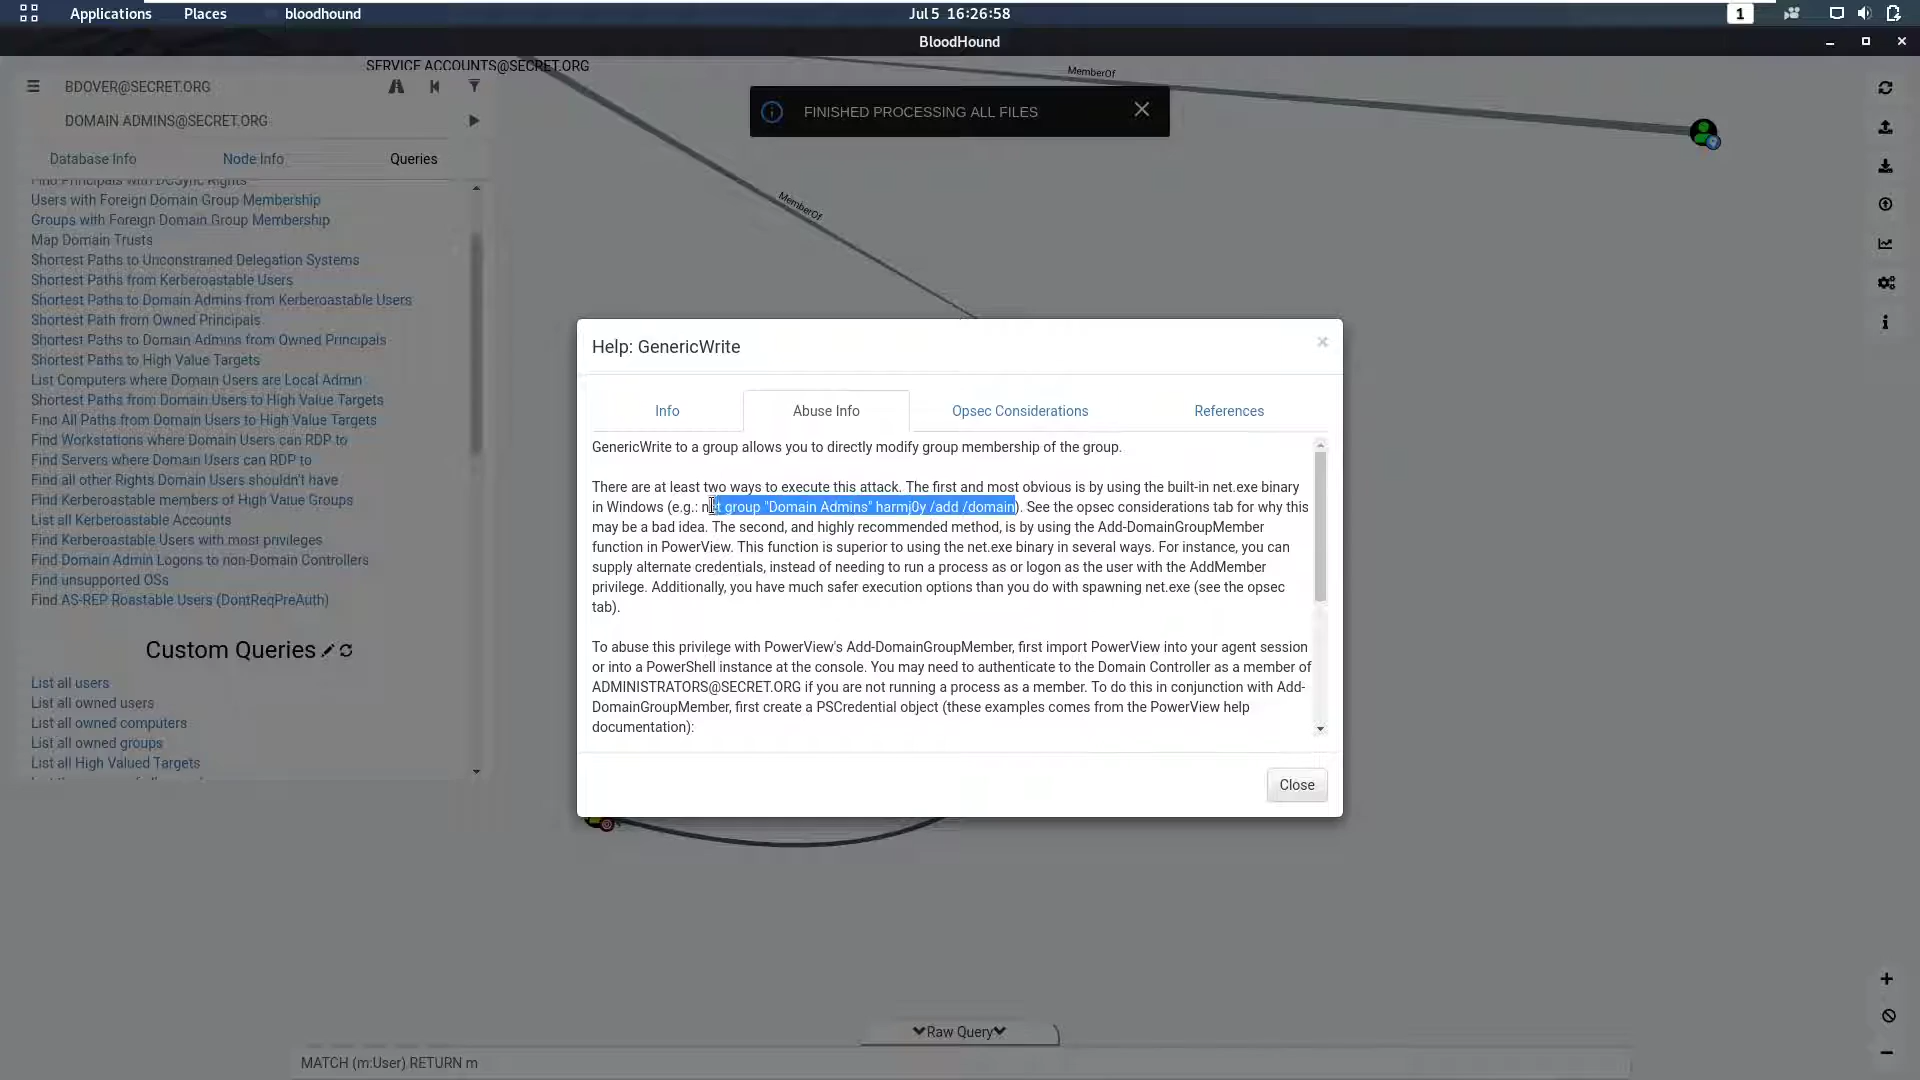 Applications Places bloodhound Jul 5 16:26:58 1
BloodHound
SERVICE ACCOUNTS@SECRET.ORG
MemberOf
BDOVER@SECRET.ORG
FINISHED PROCESSING ALL FILES
DOMAIN ADMINS@SECRET.ORG
Database Info Node Info Queries
Find Principals with DCSync Rights
Users with Foreign Domain Group Membership
Groups with Foreign Domain Group Membership
Map Domain Trusts
Shortest Paths to Unconstrained Delegation Systems
Shortest Paths from Kerberoastable Users
Shortest Paths to Domain Admins from Kerberoastable Users
Shortest Path from Owned Principals
Shortest Paths to Domain Admins from Owned Principals
Shortest Paths to High Value Targets
List Computers where Domain Users are Local Admin
Shortest Paths from Domain Users to High Value Targets
Find All Paths from Domain Users to High Value Targets
Find Workstations where Domain Users can RDP to
Find Servers where Domain Users can RDP to
Find all other Rights Domain Users shouldn't have
Find Kerberoastable members of High Value Groups
List all Kerberoastable Accounts
Find Kerberoastable Users with most privileges
Find Domain Admin Logons to non-Domain Controllers
Find unsupported OSs
Find AS-REP Roastable Users (DontReqPreAuth)
Custom Queries
List all users
List all owned users
List all owned computers
List all owned groups
List all High Valued Targets
MemberOf
Help: GenericWrite
×
Info Abuse Info Opsec Considerations References
GenericWrite to a group allows you to directly modify group membership of the group.
There are at least two ways to execute this attack. The first and most obvious is by using the built-in net.exe binary
in Windows (e.g.: net group "Domain Admins" harmj0y /add /domain). See the opsec considerations tab for why this
may be a bad idea. The second, and highly recommended method, is by using the Add-DomainGroupMember
function in PowerView. This function is superior to using the net.exe binary in several ways. For instance, you can
supply alternate credentials, instead of needing to run a process as or logon as the user with the AddMember
privilege. Additionally, you have much safer execution options than you do with spawning net.exe (see the opsec
tab).
To abuse this privilege with PowerView's Add-DomainGroupMember, first import PowerView into your agent session
or into a PowerShell instance at the console. You may need to authenticate to the Domain Controller as a member of
ADMINISTRATORS@SECRET.ORG if you are not running a process as a member. To do this in conjunction with Add-
DomainGroupMember, first create a PSCredential object (these examples comes from the PowerView help
documentation):
Close
Raw Query
MATCH (m:User) RETURN m